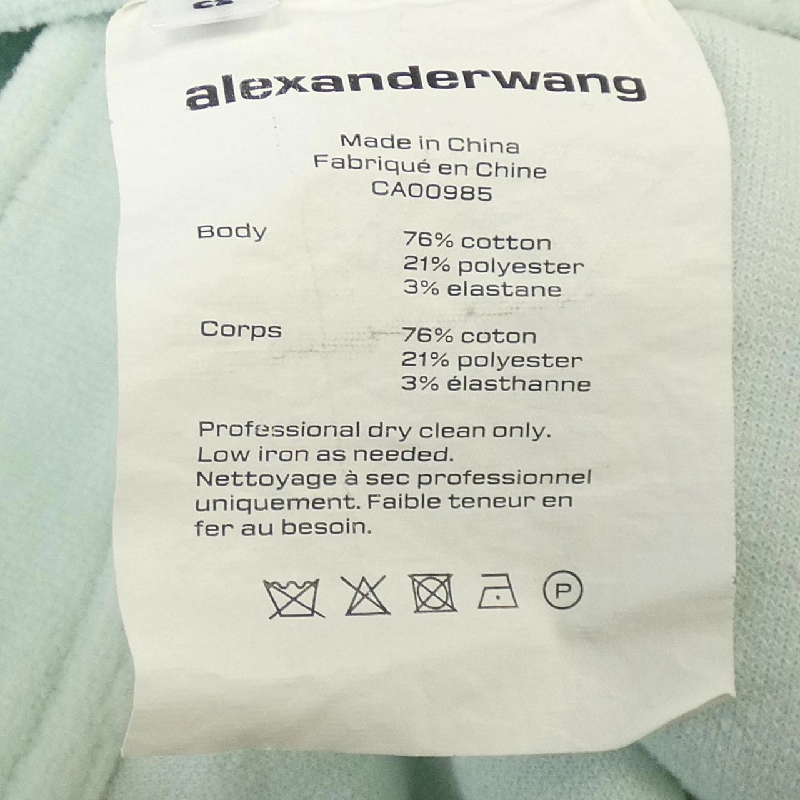 alexanderwang
Made in China
Fabriqué en Chine
CA00985
Body
76% cotton
21% polyester
3% elastane
Corps
76% coton
21% polyester
3% élasthanne
Professional dry clean only.
Low iron as needed.
Nettoyage à sec professionnel
uniquement. Faible teneur en
fer au besoin.
P